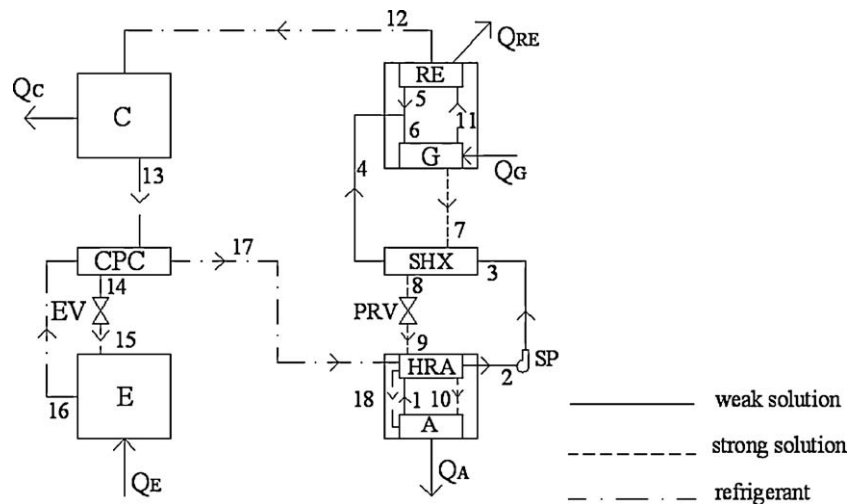 12
QRE
RE
QC
C
5
11
6
4
G
QG
13
7
17
CPC
SHX
3
14
8
EV
PRV
SP
15
9
HRA
2
16
E
18
1
10
A
QE
QA
weak solution
strong solution
refrigerant